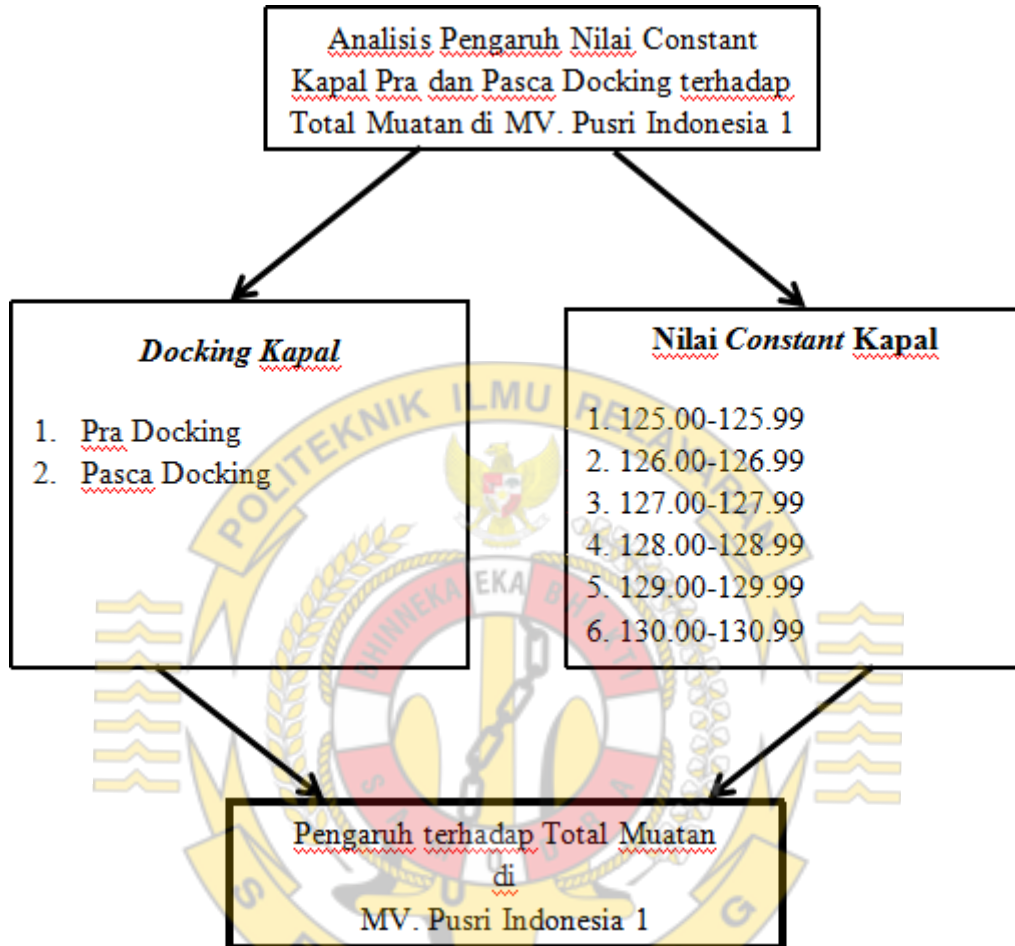 Analisis Pengaruh Nilai Constant
Kapal Pra dan Pasca Docking terhadap
Total Muatan di MV. Pusri Indonesia 1
Docking Kapal
1. Pra Docking
2. Pasca Docking
Nilai Constant Kapal
1. 125.00-125.99
2. 126.00-126.99
3. 127.00-127.99
4. 128.00-128.99
5. 129.00-129.99
6. 130.00-130.99
POLITEKNIK ILMU PELAYARAN
BHINNEKA EKA BHAKTI
SAMUDRA
Pengaruh terhadap Total Muatan
di
MV. Pusri Indonesia 1
S
G